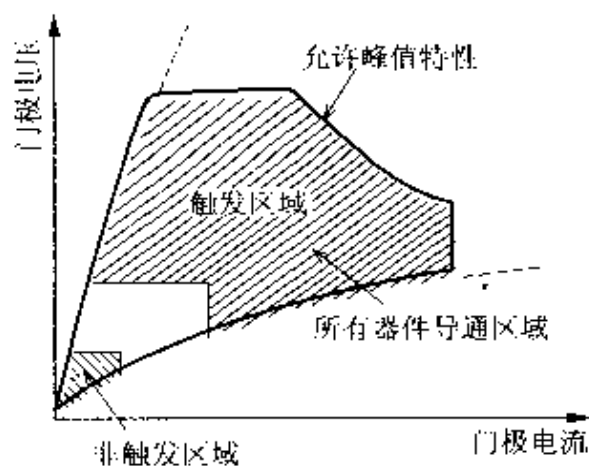 允许峰值特性
门极电压
触发区域
所有器件导通区域
门极电流
非触发区域